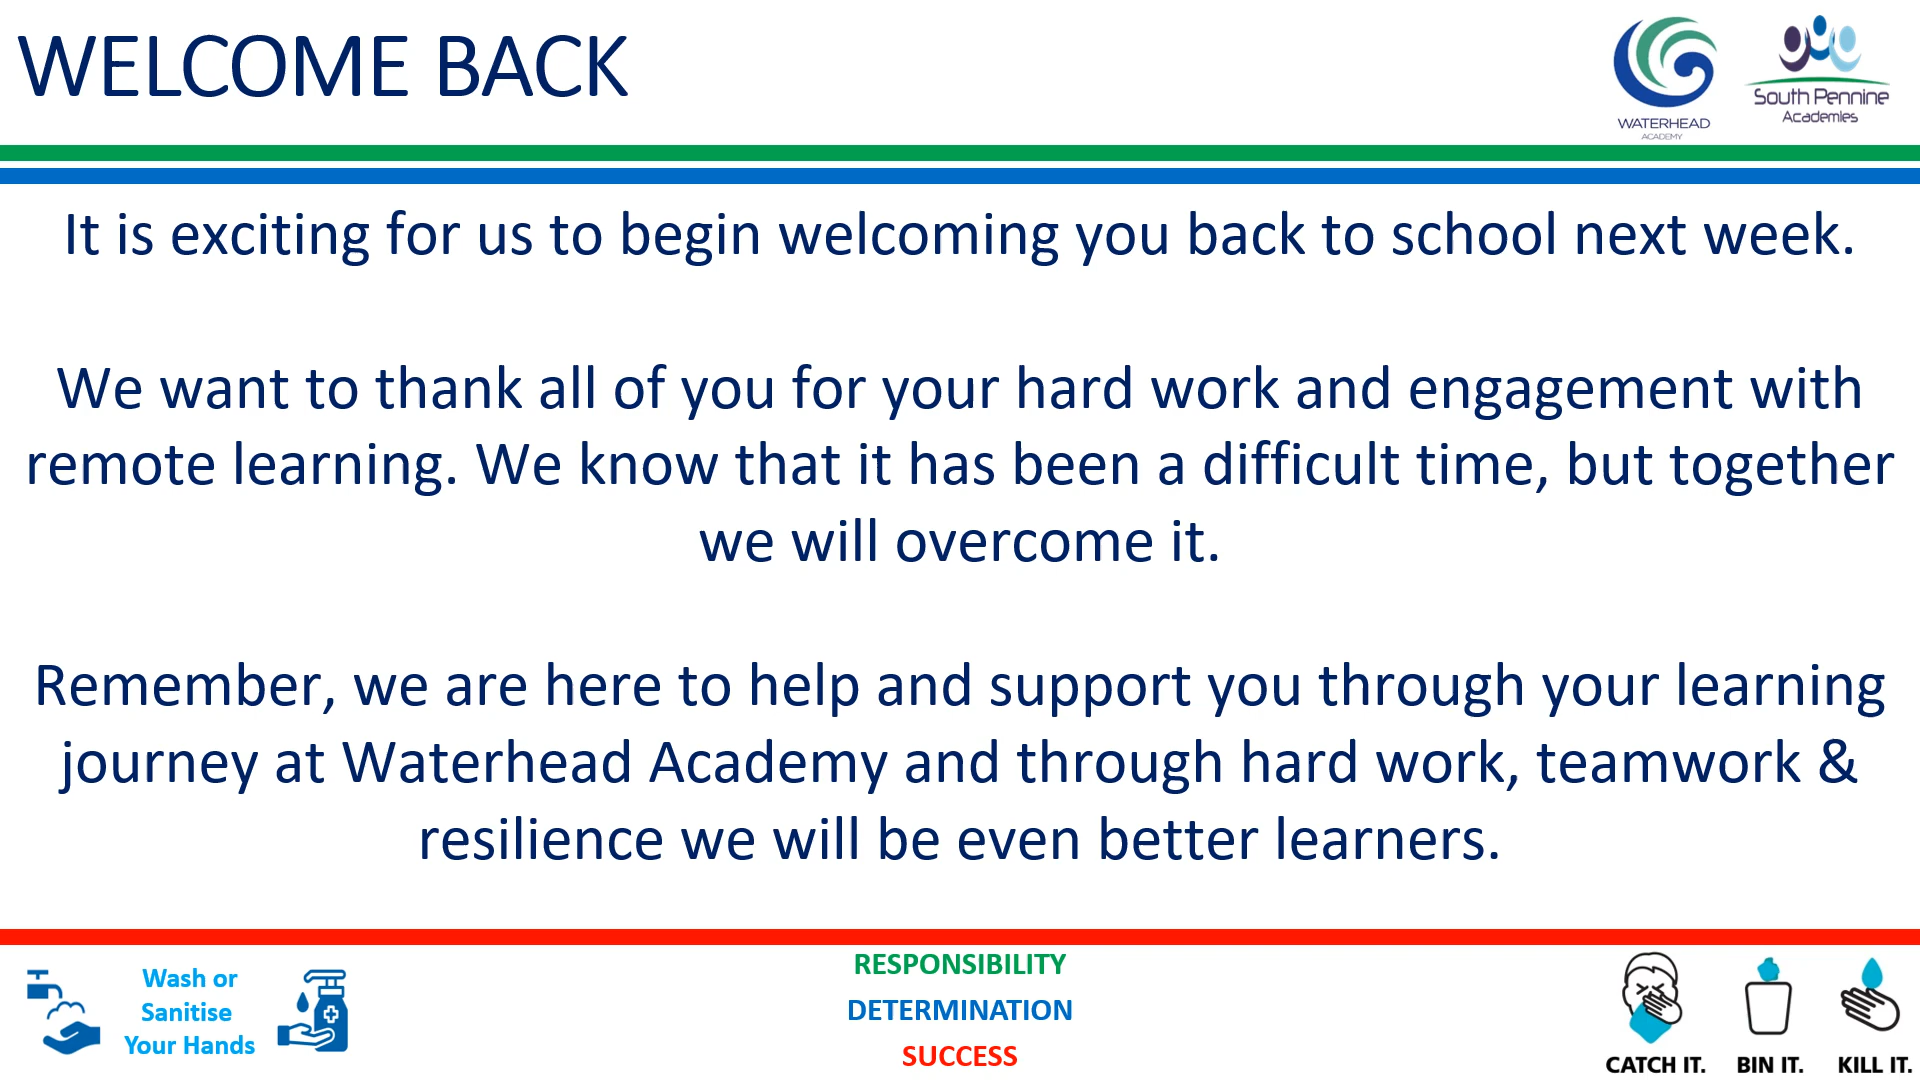 WELCOME BACK
WATERHEAD
ACADEMY
South Pennine
Academies
It is exciting for us to begin welcoming you back to school next week.
We want to thank all of you for your hard work and engagement with
remote learning. We know that it has been a difficult time, but together
we will overcome it.
Remember, we are here to help and support you through your learning
journey at Waterhead Academy and through hard work, teamwork &
resilience we will be even better learners.
Wash or
Sanitise
Your Hands
RESPONSIBILITY
DETERMINATION
SUCCESS
CATCH IT. BIN IT. KILL IT.